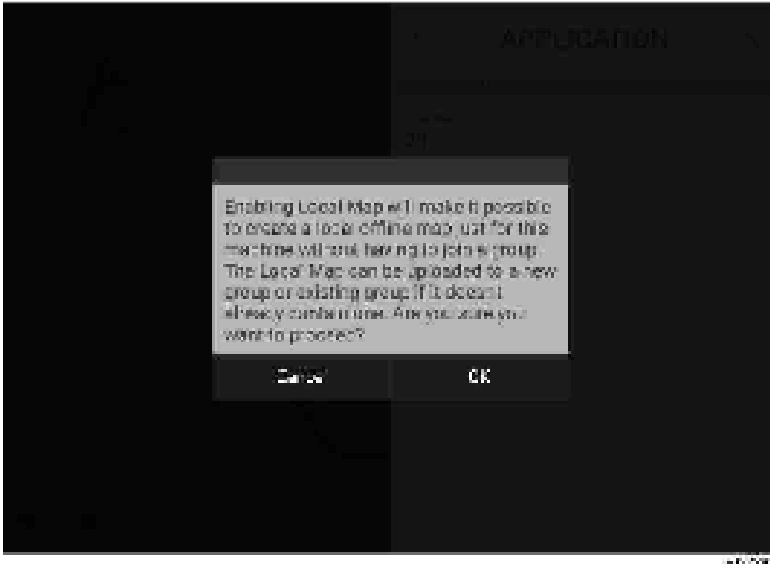 APPLICATION
Enabling Local Map will make it possible
to create a local offline map just for this
machine without having to join a group.
The Local Map can be uploaded to a new
group or existing group if it doesn't
already contain one. Are you sure you
want to proceed?
Cancel
OK